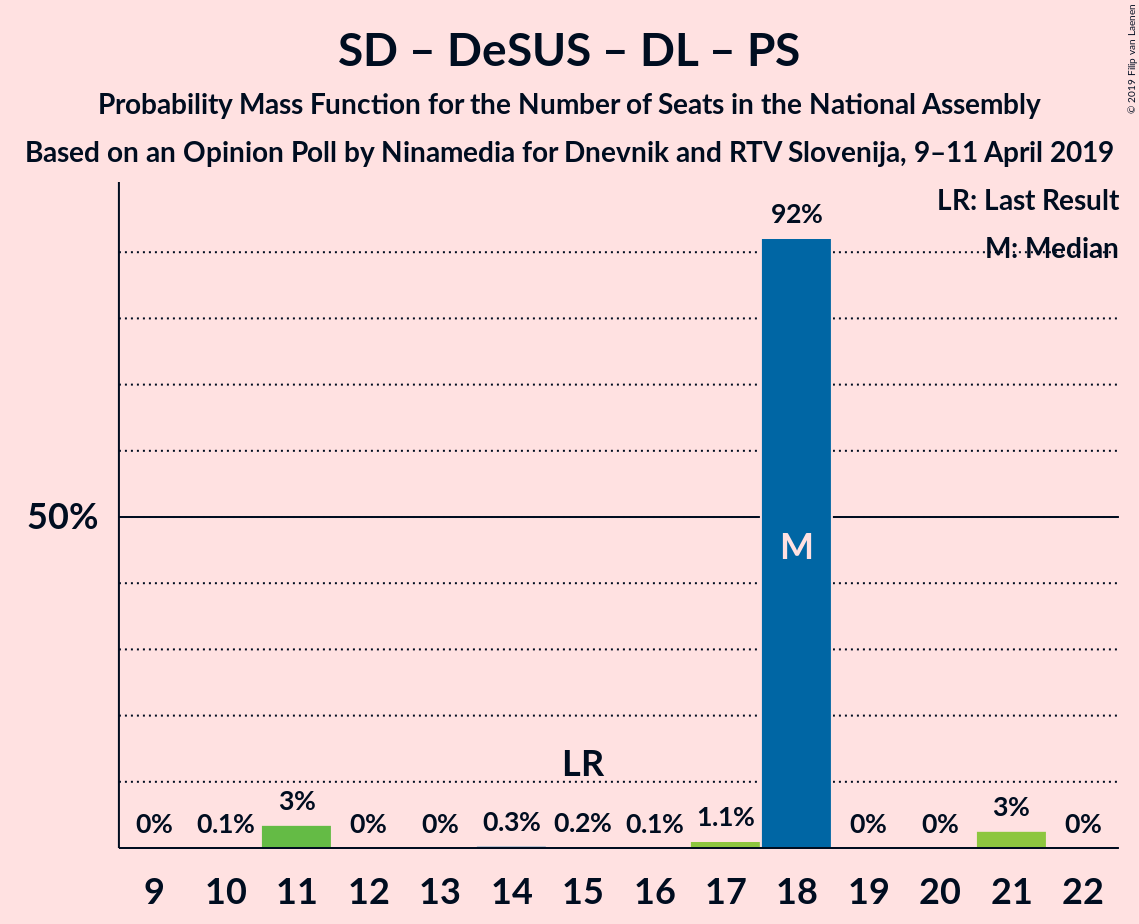 SD – DeSUS – DL – PS
Probability Mass Function for the Number of Seats in the National Assembly
Based on an Opinion Poll by Ninamedia for Dnevnik and RTV Slovenija, 9–11 April 2019
© 2019 Filip van Laenen
LR: Last Result
M: Median
92%
50%
M
LR
0% 0.1% 3% 0% 0% 0.3% 0.2% 0.1% 1.1% 0% 0% 3% 0%
9 10 11 12 13 14 15 16 17 18 19 20 21 22